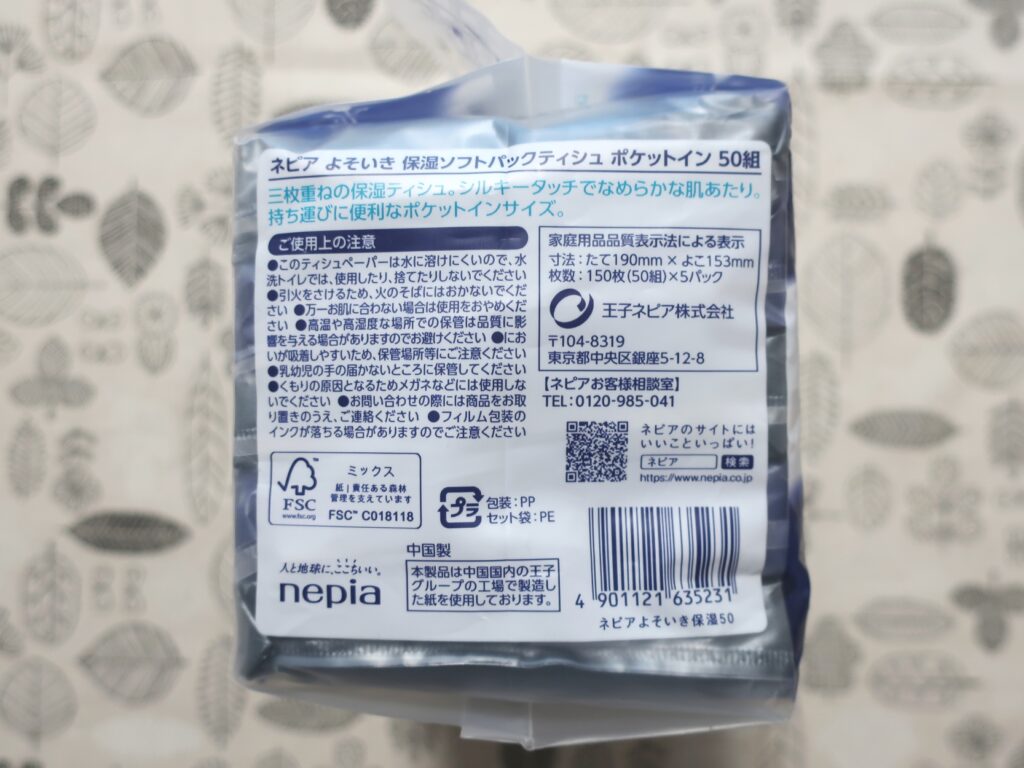 ネピア よそいき 保湿ソフトパックティシュ ポケットイン 50組
三枚重ねの保湿ティシュ。シルキータッチでなめらかな肌あたり。
持ち運びに便利なポケットインサイズ。
ご使用上の注意
●このティシュペーパーは水に溶けにくいので、水
洗トイレでは、使用したり、捨てたりしないでください
●引火をさけるため、火のそばにはおかないでくだ
さい ●万一お肌に合わない場合は使用をおやめくだ
さい ●高温や高湿度な場所での保管は品質に影
響を与える場合がありますのでお避けください ●にお
いが吸着しやすいため、保管場所等にご注意ください
●乳幼児の手の届かないところに保管してください
●くもりの原因となるためメガネなどには使用しな
いでください ●お問い合わせの際には商品をお取
り置きのうえ、ご連絡ください ●フィルム包装の
インクが落ちる場合がありますのでご注意ください
家庭用品品質表示法による表示
寸法:たて190mm×よこ153mm
枚数:150枚(50組)×5パック
王子ネピア株式会社
〒104-8319
東京都中央区銀座5-12-8
【ネピアお客様相談室】
TEL:0120-985-041
ネピアのサイトには
いいこといっぱい!
ネピア 検索
https://www.nepia.co.jp
FSC
www.fsc.org
ミックス
紙|責任ある森林
管理を支えています
FSC™ C018118
プラ
包装:PP
セット袋:PE
人と地球に、ここちいい。
nepia
中国製
本製品は中国国内の王子
グループの工場で製造し
た紙を使用しております。
4 901121 635231
ネピアよそいき保湿50